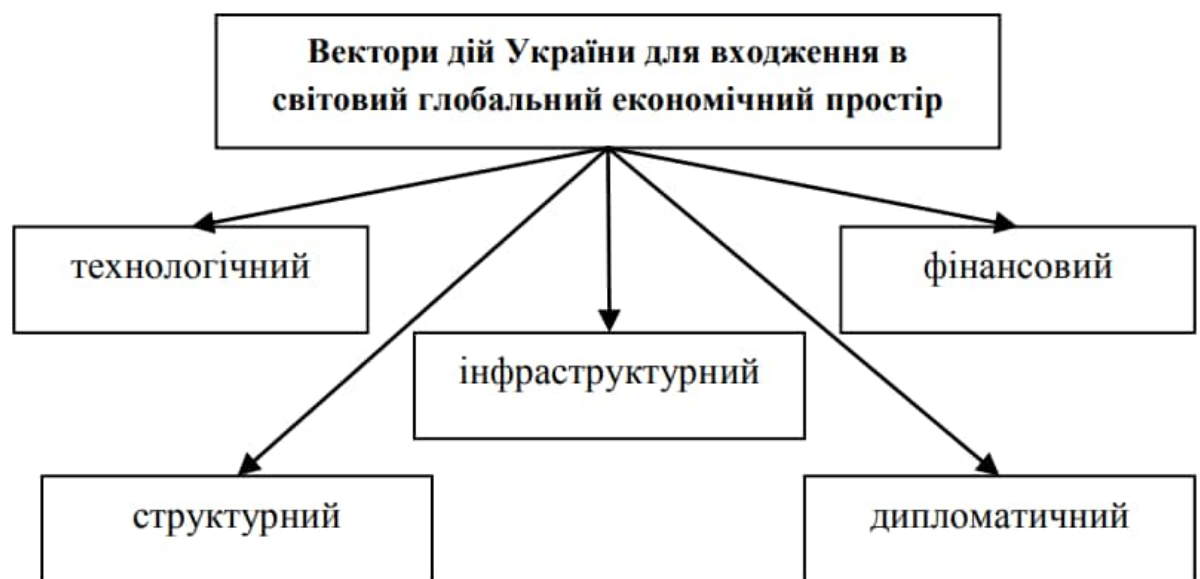 Вектори дій України для входження в
світовий глобальний економічний простір
технологічний
фінансовий
інфраструктурний
структурний
дипломатичний